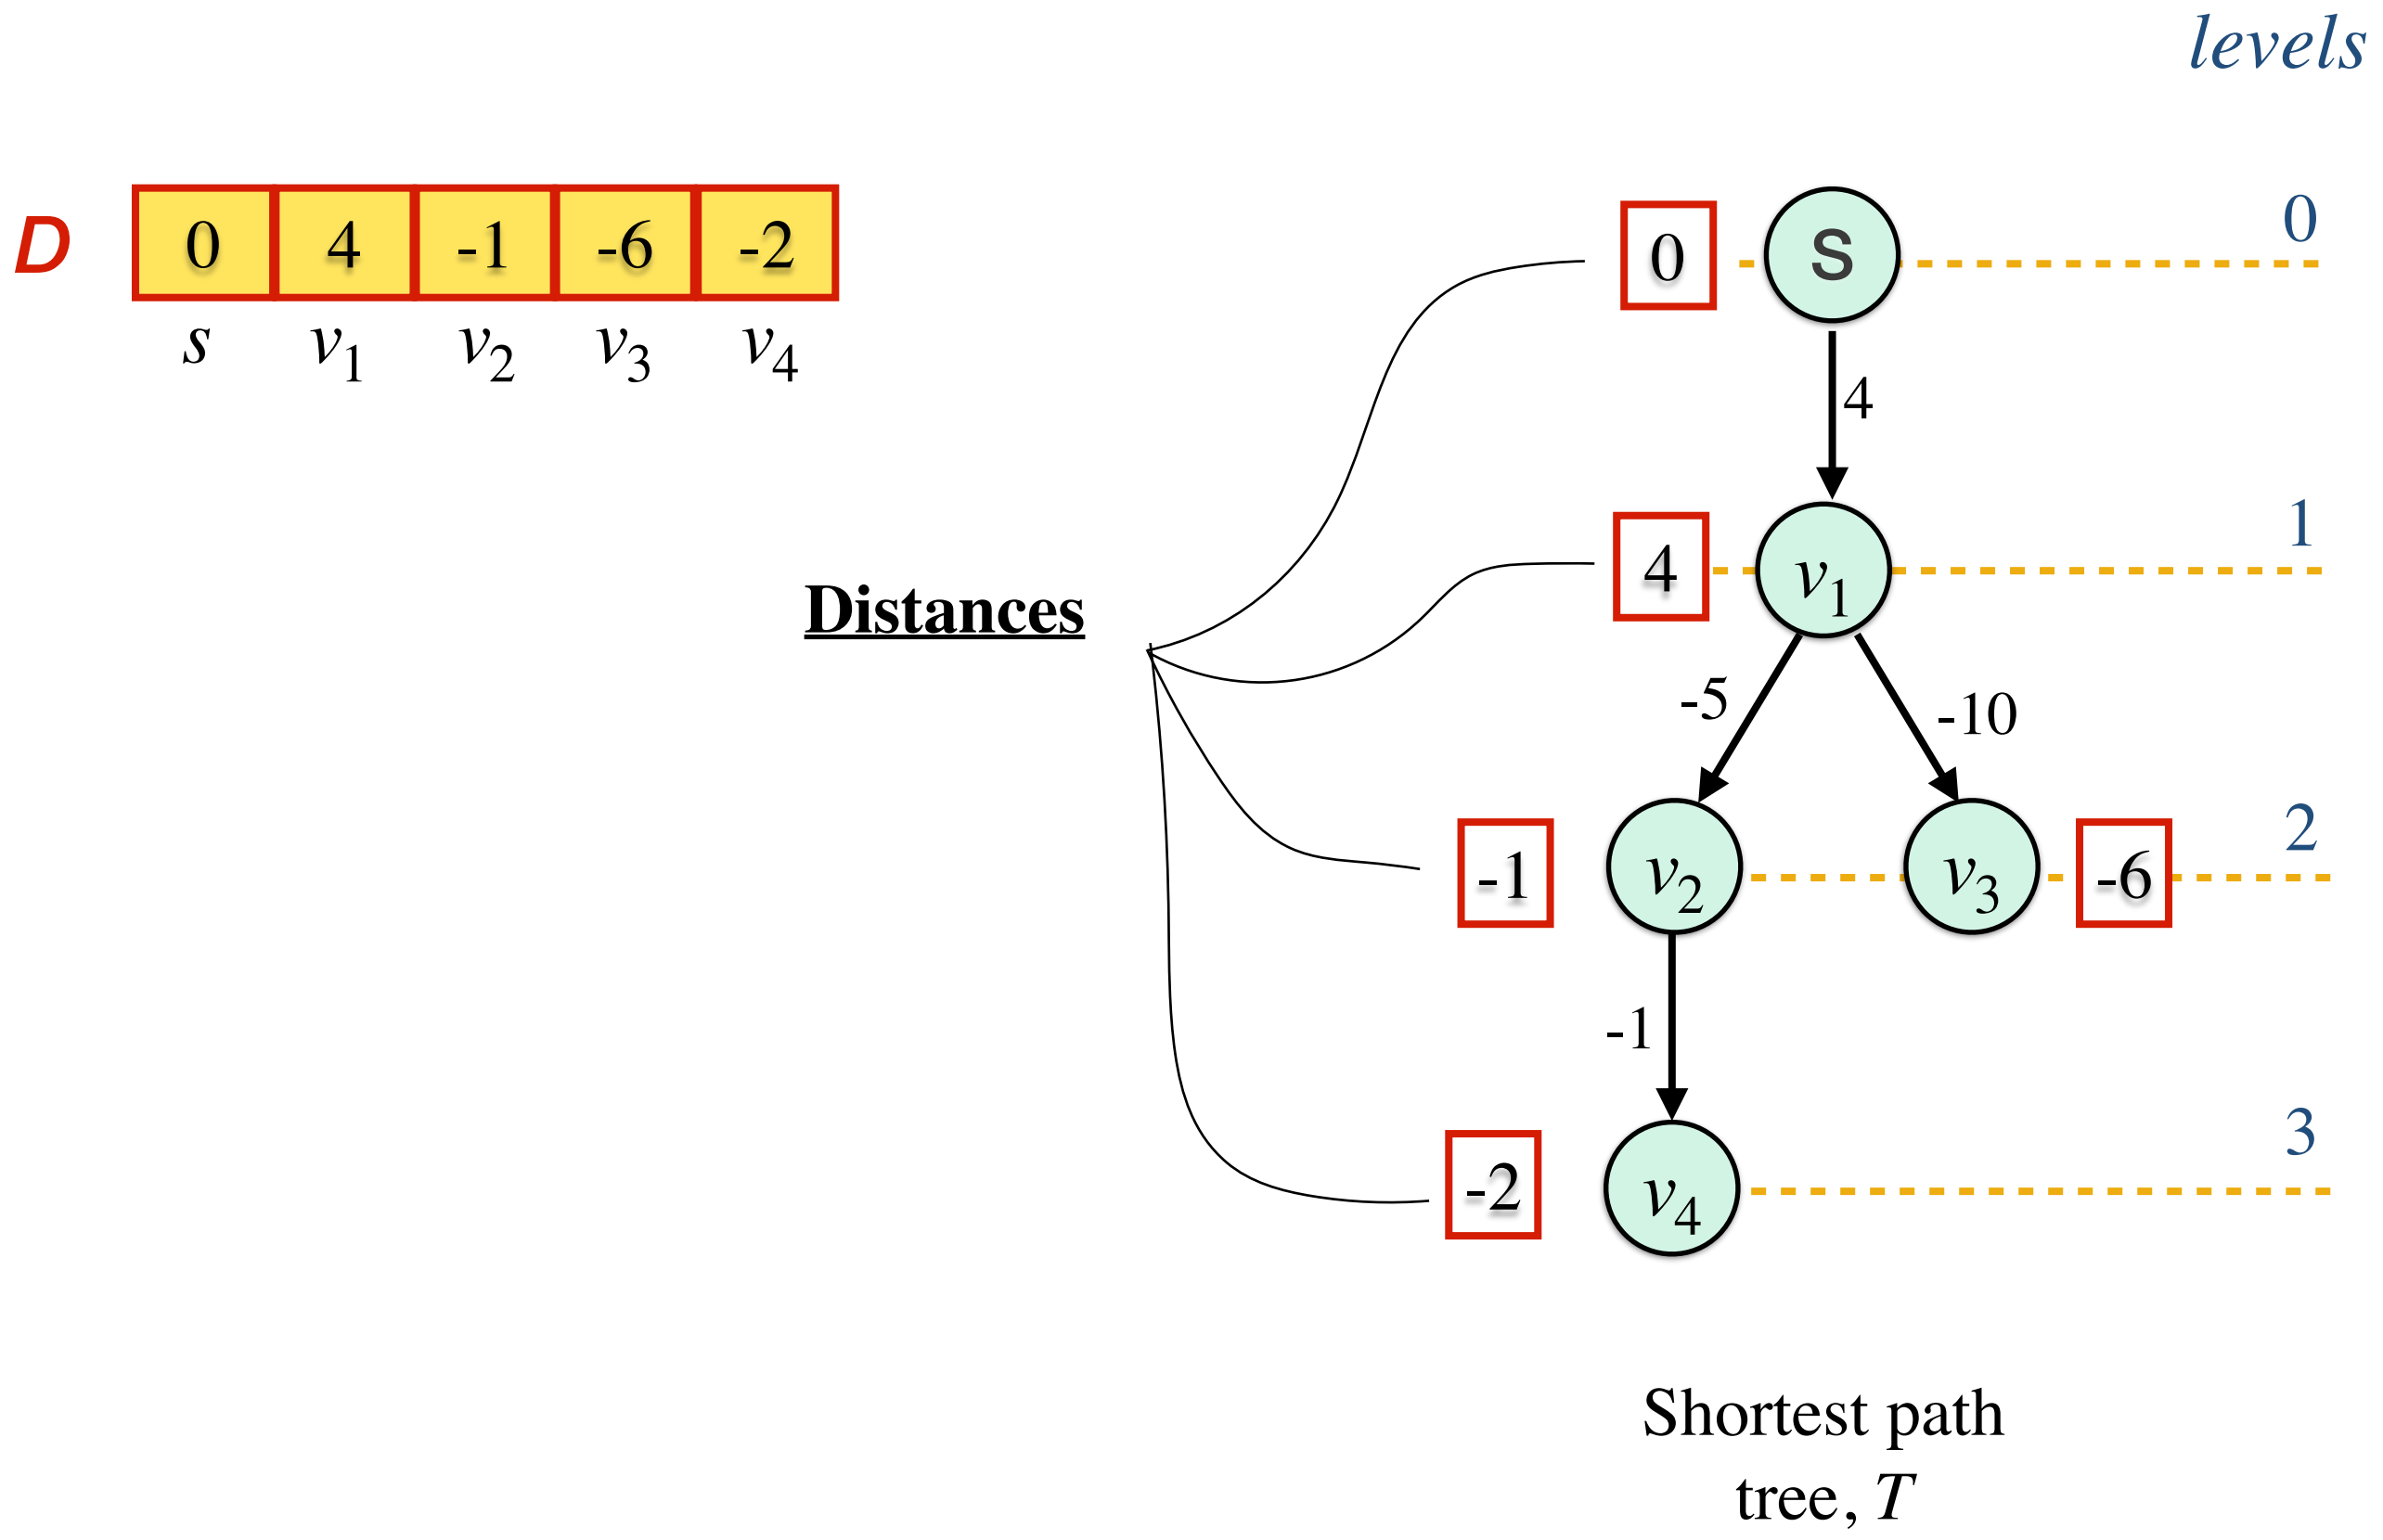 levels
D 0 4 -1 -6 -2
s v1 v2 v3 v4
0 S 0
4
Distances
4 v1 1
-5 -10
-1 v2 v3 -6 2
-1
-2 v4 3
Shortest path
tree, T